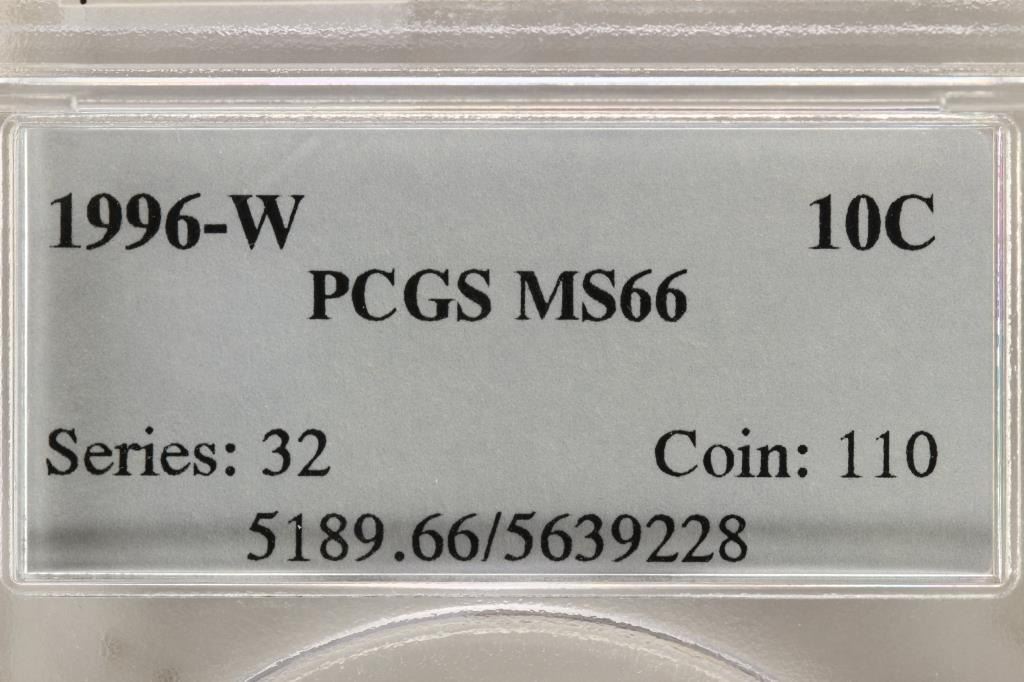 1996-W 10C
PCGS MS66
Series: 32 Coin: 110
5189.66/5639228